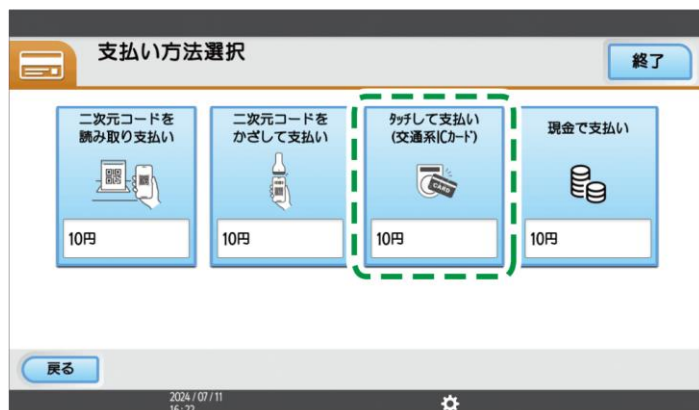 支払い方法選択
終了
二次元コードを
読み取り支払い
10円
二次元コードを
かざして支払い
10円
タッチして支払い
(交通系ICカード)
CARD
10円
現金で支払い
10円
戻る
2024/07/11